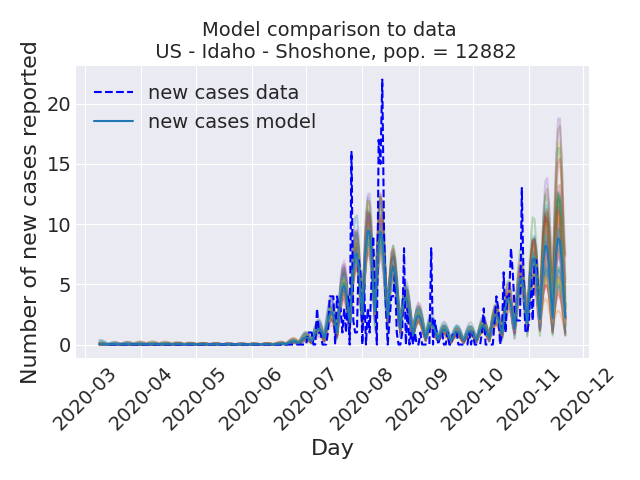 Model comparison to data
US - Idaho - Shoshone, pop. = 12882
Number of new cases reported
20
15
10
5
0
new cases data
new cases model
2020-03
2020-04
2020-05
2020-06
2020-07
2020-08
2020-09
2020-10
2020-11
2020-12
Day